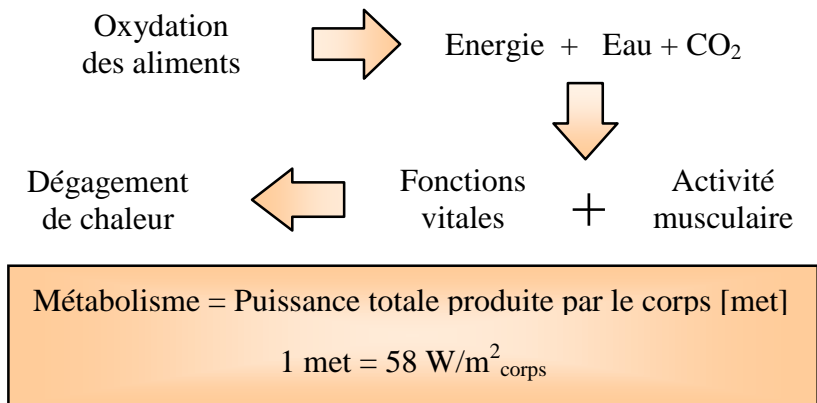 Oxydation
des aliments
Energie + Eau + CO₂
Dégagement
de chaleur
Fonctions
vitales
+
Activité
musculaire
Métabolisme = Puissance totale produite par le corps [met]
1 met = 58 W/m²corps